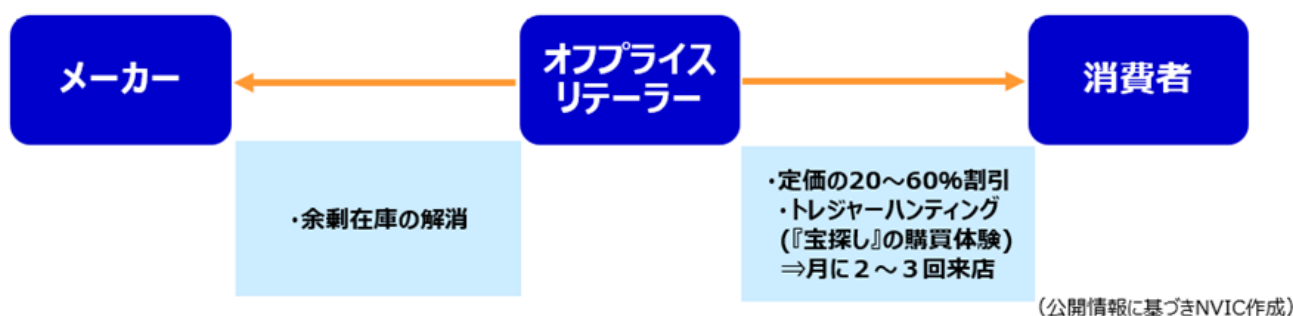 メーカー
オフプライス
リテーラー
消費者
・余剰在庫の解消
・定価の20~60%割引
・トレジャーハンティング
(『宝探し』の購買体験)
⇒月に２～３回来店
（公開情報に基づきNVIC作成）